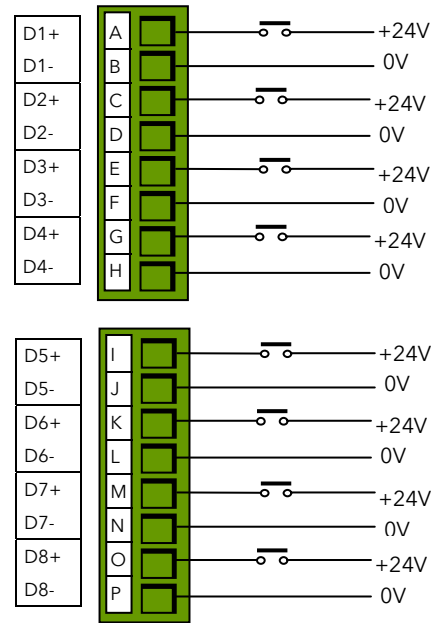 D1+ A +24V
D1- B 0V
D2+ C +24V
D2- D 0V
D3+ E +24V
D3- F 0V
D4+ G +24V
D4- H 0V
D5+ I +24V
D5- J 0V
D6+ K +24V
D6- L 0V
D7+ M +24V
D7- N 0V
D8+ O +24V
D8- P 0V